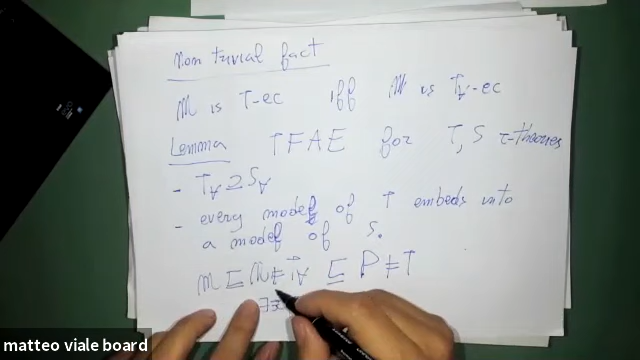 Non trivial fact
M is T-ec iff M is T∀-ec
Lemma TFAE for T, S τ-theories
- T∀ ⊇ S∀
- every model of T embeds into
a model of S.
M ⊑ N ⊨ T∀ ⊑ P ⊨ T
matteo viale board